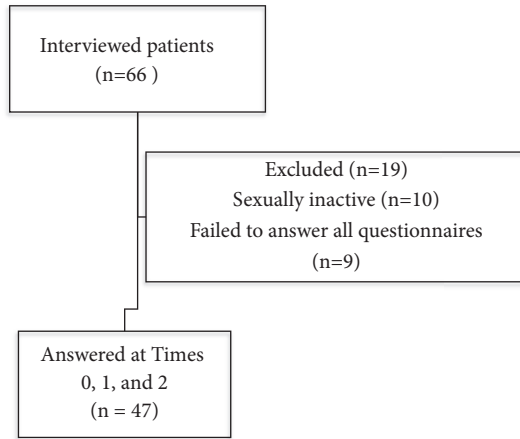 Interviewed patients
(n=66 )
Excluded (n=19)
Sexually inactive (n=10)
Failed to answer all questionnaires
(n=9)
Answered at Times
0, 1, and 2
(n = 47)